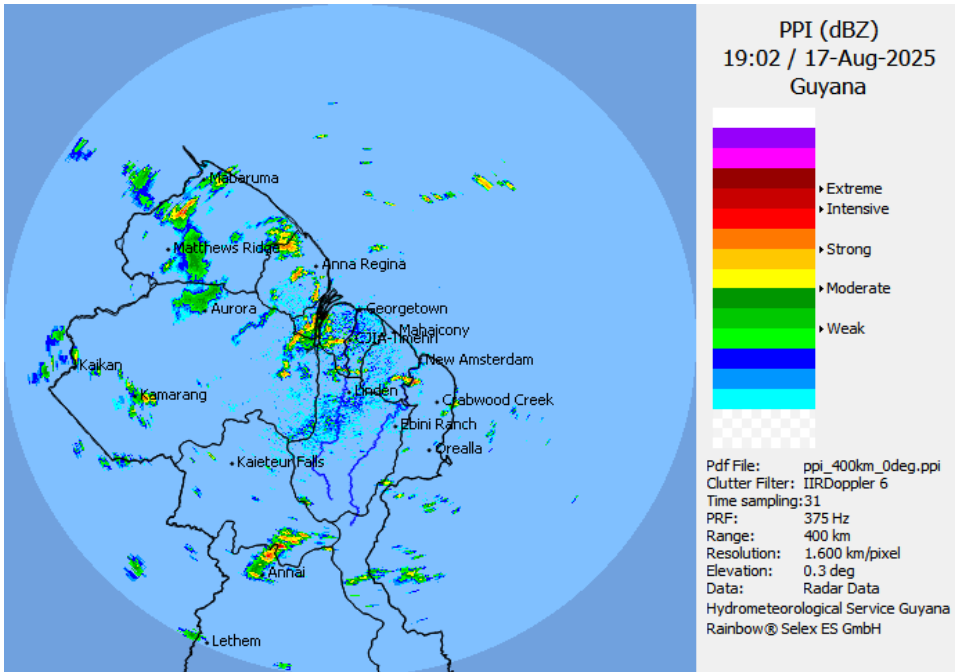 PPI (dBZ)
19:02 / 17-Aug-2025
Guyana
Extreme
Intensive
Strong
Moderate
Weak
Pdf File: ppi_400km_0deg.ppi
Clutter Filter: IIRDoppler 6
Time sampling:31
PRF: 375 Hz
Range: 400 km
Resolution: 1.600 km/pixel
Elevation: 0.3 deg
Data: Radar Data
Hydrometeorological Service Guyana
Rainbow® Selex ES GmbH
Mabaruma
Matthews Ridge
Anna Regina
Aurora
Georgetown
Mahaicony
CJIA-Timehri
New Amsterdam
Kaikan
Kamarang
Linden
Crabwood Creek
Ebini Ranch
Orealla
Kaieteur Falls
Annai
Lethem